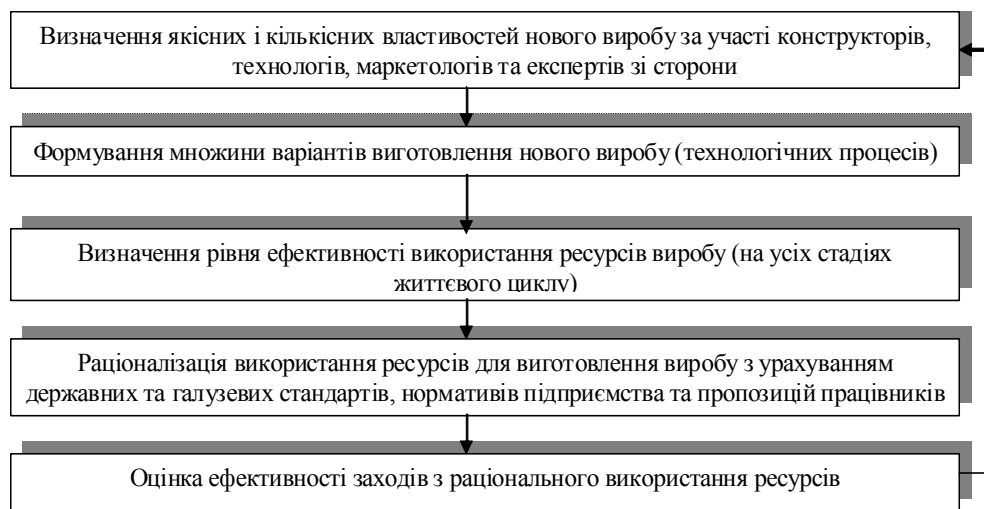 Визначення якісних і кількісних властивостей нового виробу за участі конструкторів,
технологів, маркетологів та експертів зі сторони
Формування множини варіантів виготовлення нового виробу (технологічних процесів)
Визначення рівня ефективності використання ресурсів виробу (на усіх стадіях
життєвого циклу)
Раціоналізація використання ресурсів для виготовлення виробу з урахуванням
державних та галузевих стандартів, нормативів підприємства та пропозицій працівників
Оцінка ефективності заходів з раціонального використання ресурсів